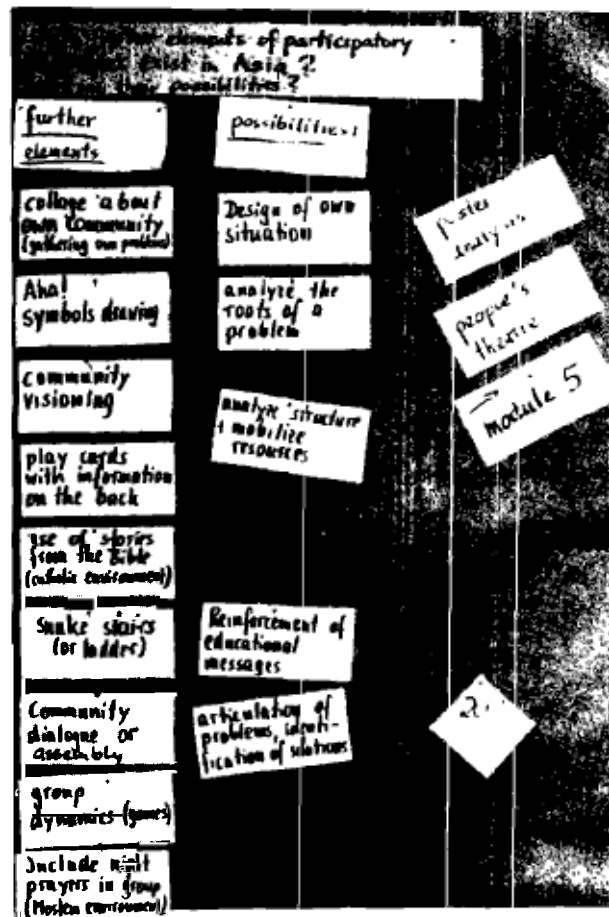 elements of participatory
exist in Asia ?
possibilities ?
further
elements
possibilities
collage about
own community
(gathering own problems)
Design of own
situation
Aha!
symbols drawing
analyze the
roots of a
problem
community
visioning
analyze structure
+ mobilize
resources
play cards
with information
on the back
use of stories
from the Bible
(catholic environment)
Snake stairs
(or ladder)
Reinforcement of
educational
messages
Community
dialogue or
assembly
articulation of
problems, identi-
fication of solutions
group
dynamics (games)
Include
prayers in group
(Moslem environment)
people's
→ module 5